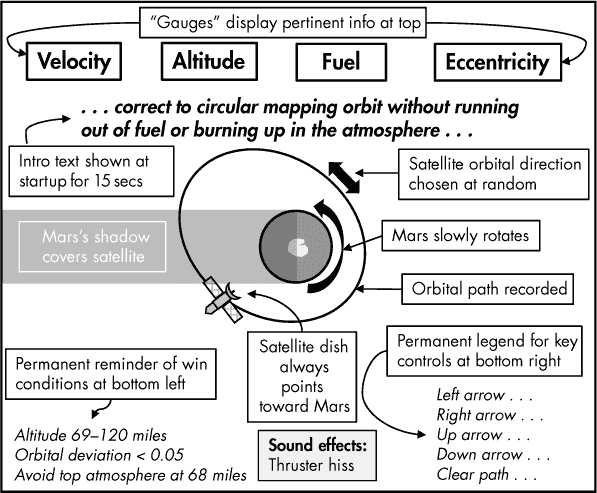 “Gauges” display pertinent info at top
Velocity
Altitude
Fuel
Eccentricity
. . . correct to circular mapping orbit without running
out of fuel or burning up in the atmosphere . . .
Intro text shown at
startup for 15 secs
Satellite orbital direction
chosen at random
Mars’s shadow
covers satellite
Mars slowly rotates
Orbital path recorded
Satellite dish
always
points
toward Mars
Permanent legend for key
controls at bottom right
Permanent reminder of win
conditions at bottom left
Left arrow . . .
Right arrow . . .
Up arrow . . .
Down arrow . . .
Clear path . . .
Altitude 69–120 miles
Orbital deviation < 0.05
Avoid top atmosphere at 68 miles
Sound effects:
Thruster hiss